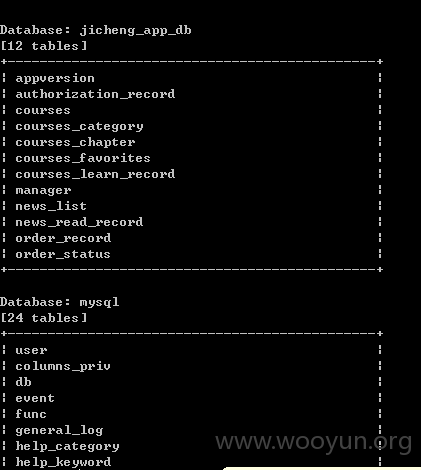 Database: jicheng_app_db
[12 tables]
+--------------------------------------------+
¦ appversion ¦
¦ authorization_record ¦
¦ courses ¦
¦ courses_category ¦
¦ courses_chapter ¦
¦ courses_favorites ¦
¦ courses_learn_record ¦
¦ manager ¦
¦ news_list ¦
¦ news_read_record ¦
¦ order_record ¦
¦ order_status ¦
+--------------------------------------------+
Database: mysql
[24 tables]
+--------------------------------------------+
¦ user ¦
¦ columns_priv ¦
¦ db ¦
¦ event ¦
¦ func ¦
¦ general_log ¦
¦ help_category ¦
¦ help_keyword ¦
www.wooyun.org